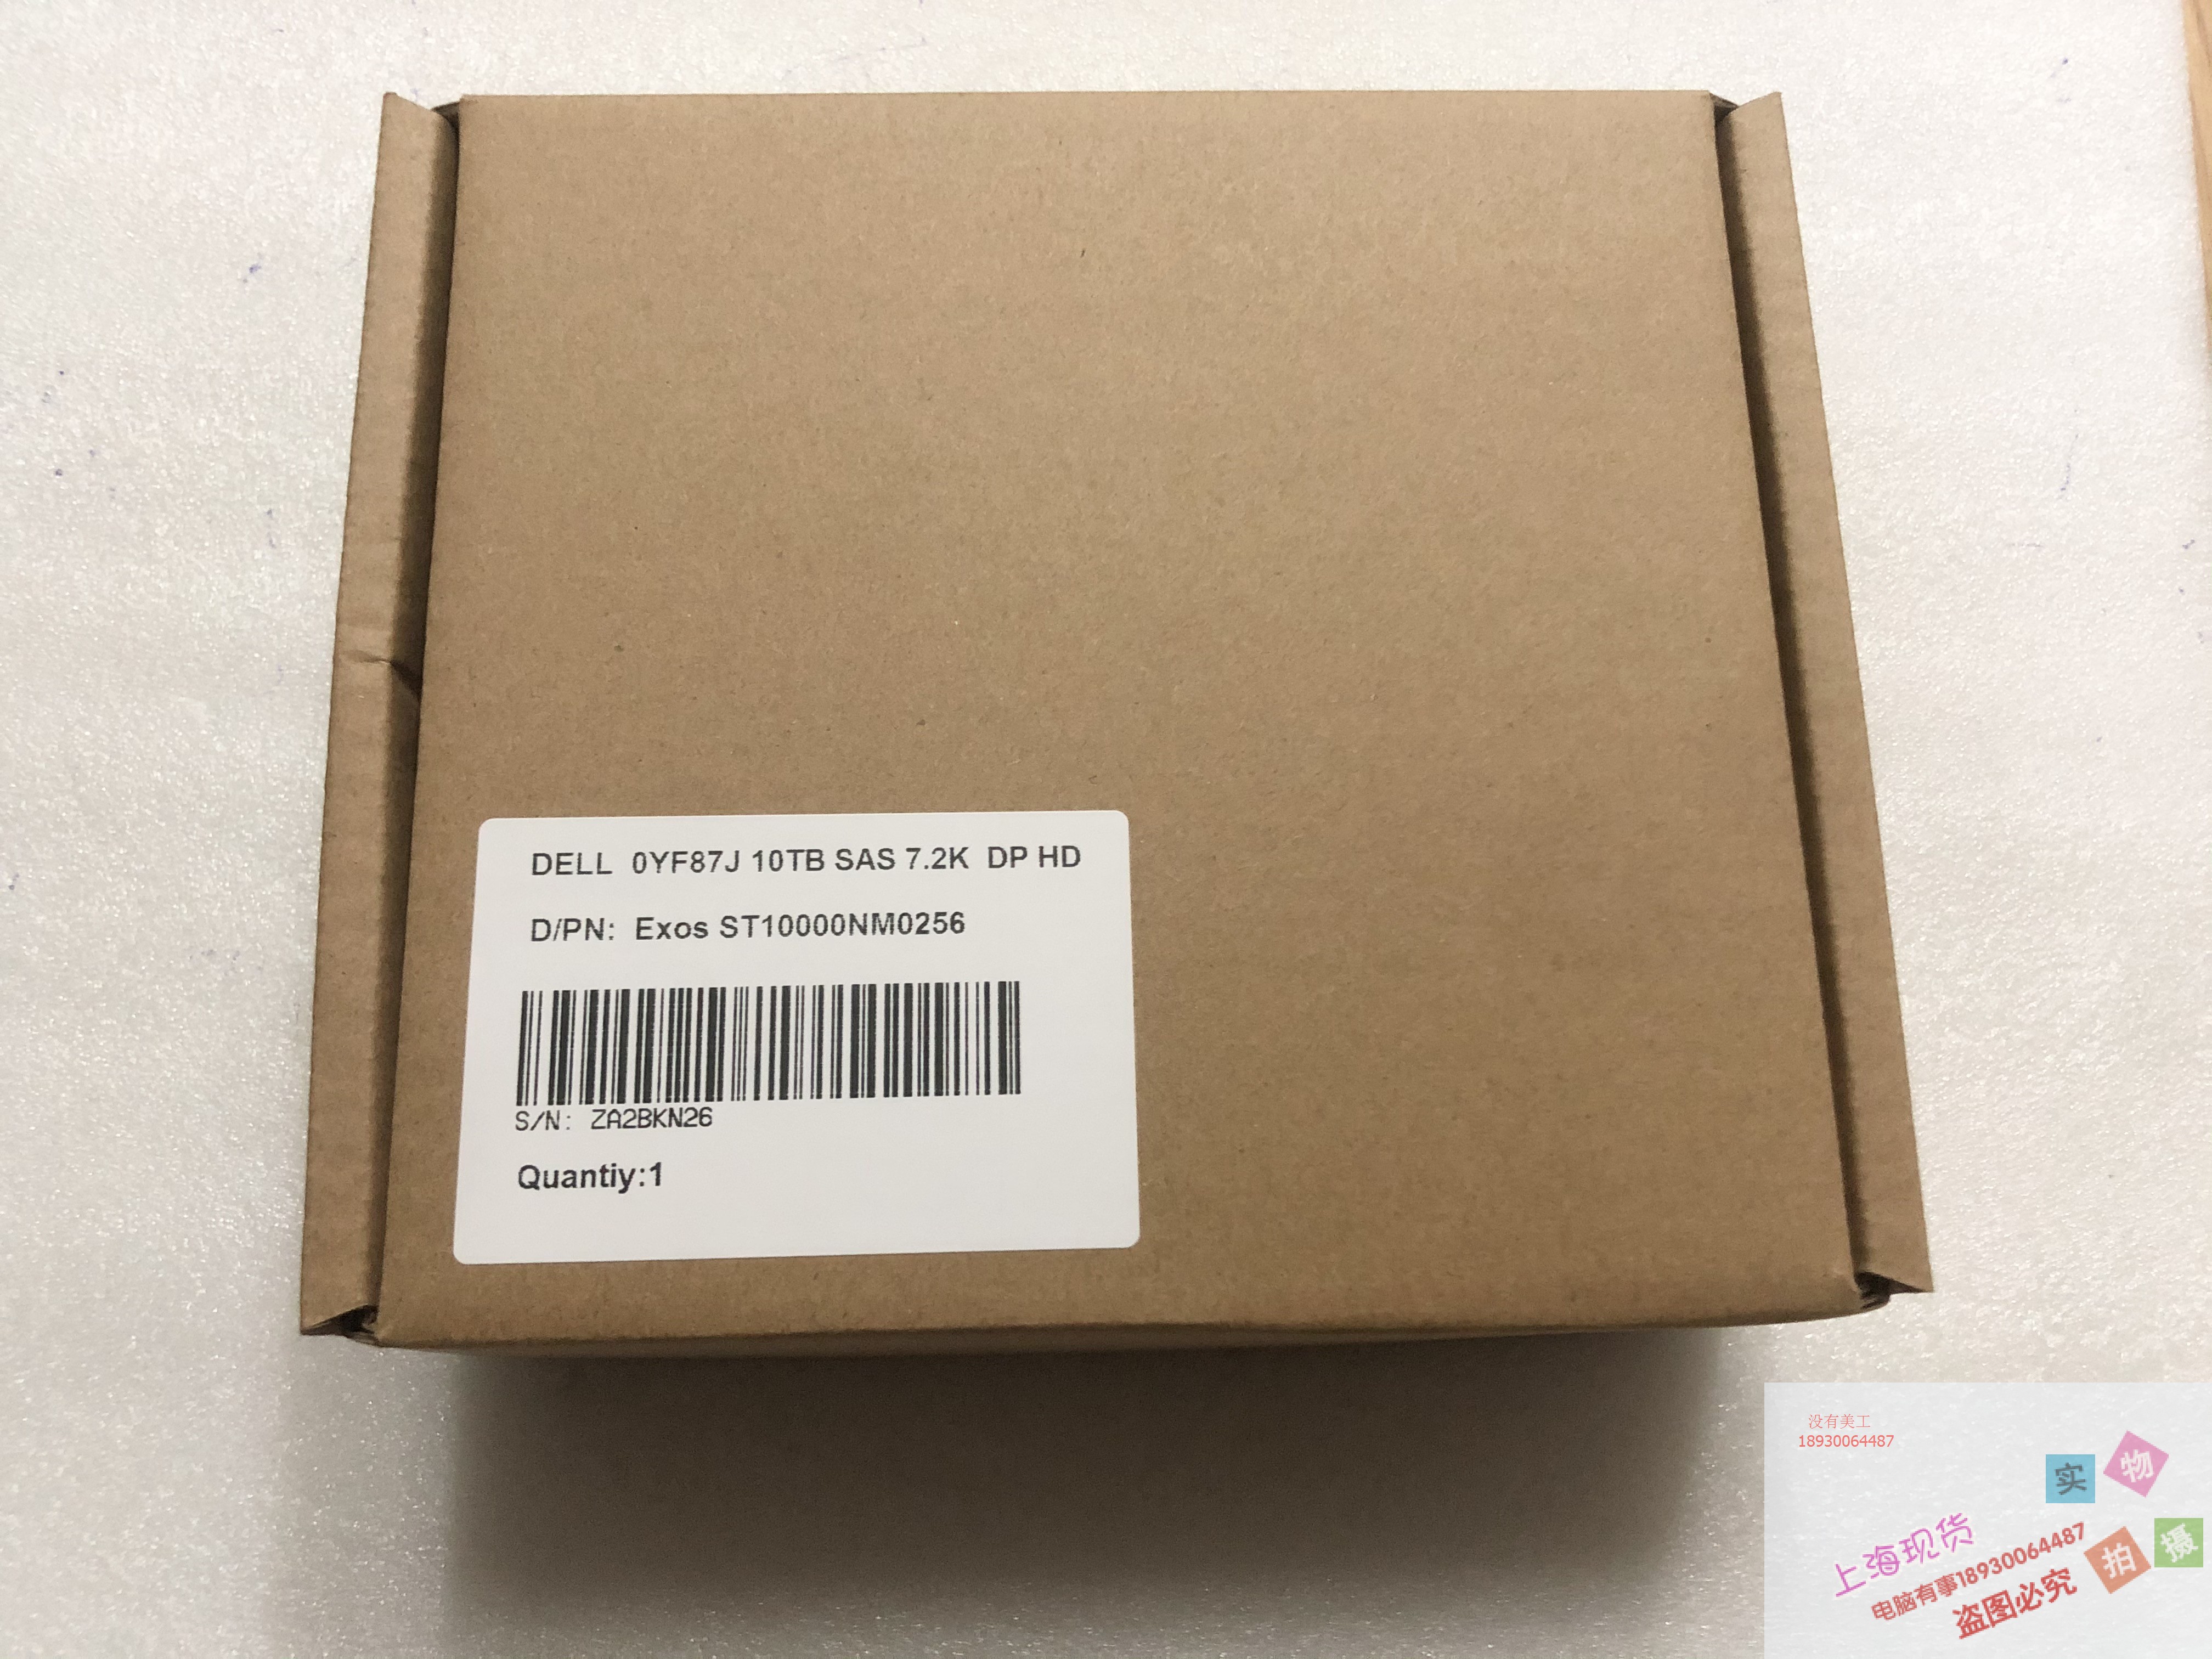 DELL 0YF87J 10TB SAS 7.2K DP HD
D/PN: Exos ST10000NM0256
S/N: ZA2BKN26
Quantiy:1
没有美工
18930064487
实物
拍摄
上海现货
电脑有事18930064487
盗图必究